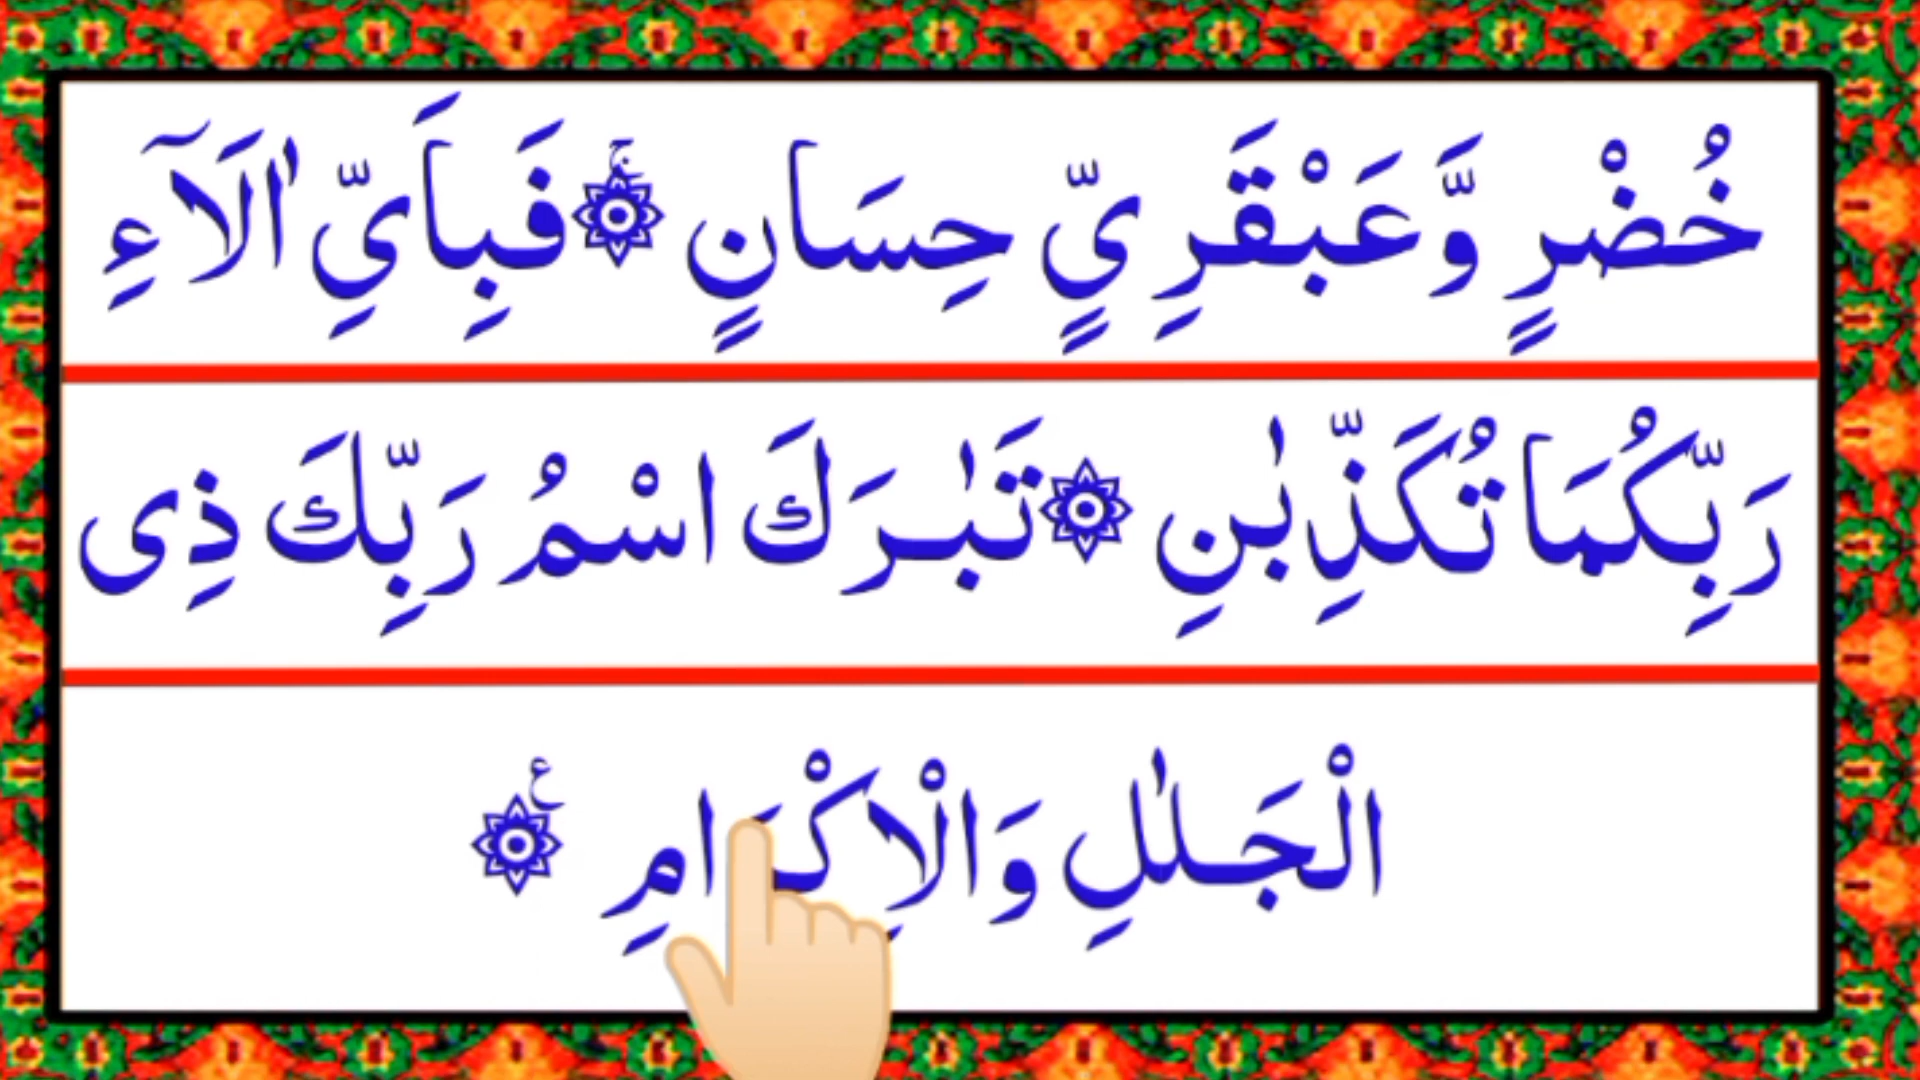 خُضْرٍ وَّعَبْقَرِيٍّ حِسَانٍ ۚ۝ فَبِاَيِّ اٰلَآءِ
رَبِّكُمَا تُكَذِّبٰنِ ۝ تَبٰرَكَ اسْمُ رَبِّكَ ذِی
الْجَلٰلِ وَالْاِكْرَامِ ۝ع